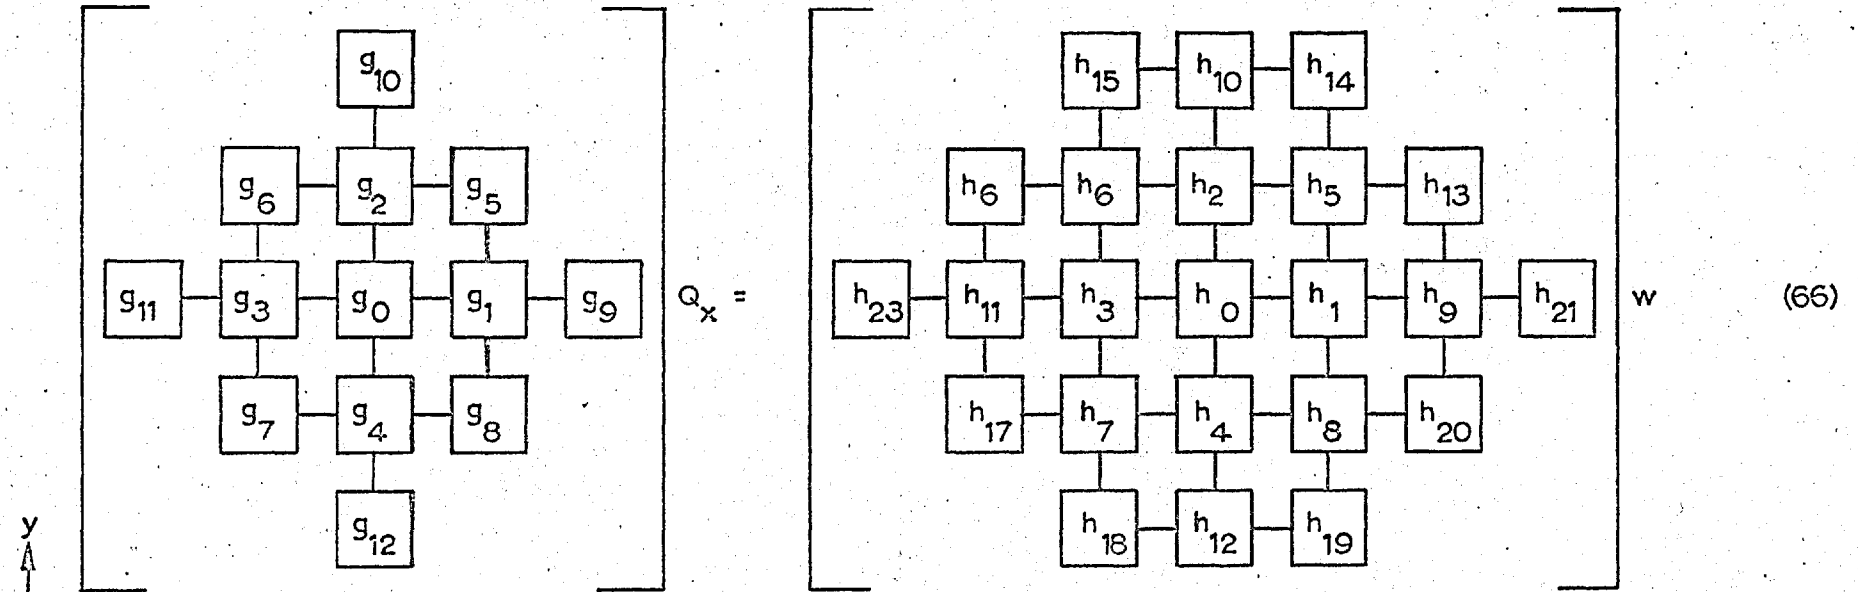 g10 h15 h10 h14
g6 g2 g5 h6 h6 h2 h5 h13
g11 g3 g0 g1 g9 Qx = h23 h11 h3 h0 h1 h9 h21 w (66)
g7 g4 g8 h17 h7 h4 h8 h20
g12 h18 h12 h19
y